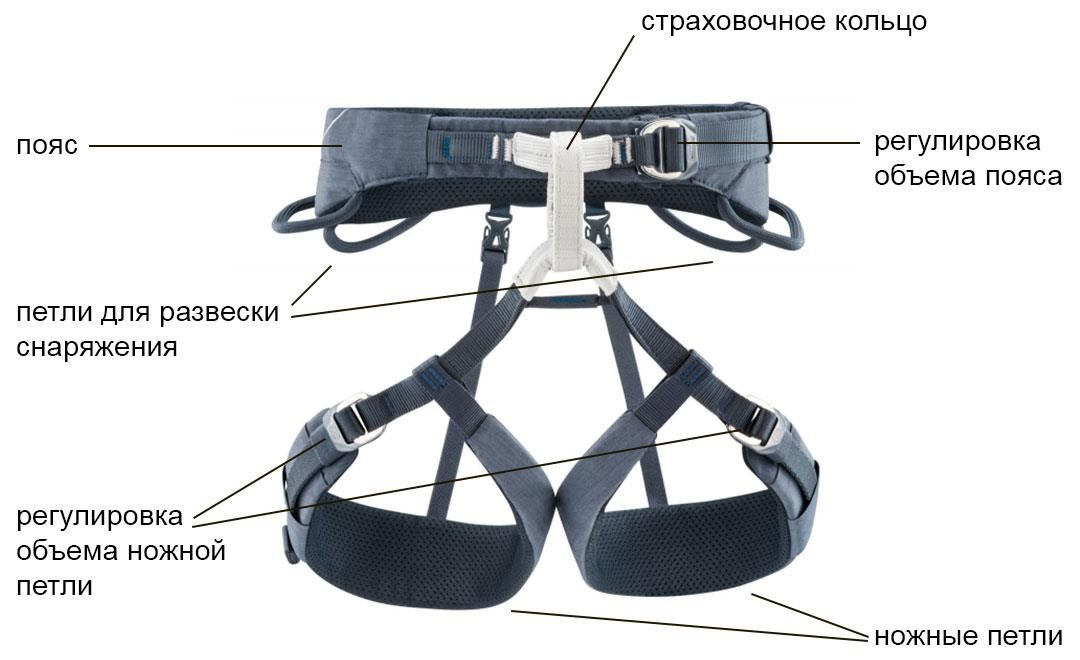 страховочное кольцо
пояс
регулировка
объема пояса
петли для развески
снаряжения
регулировка
объема ножной
петли
ножные петли